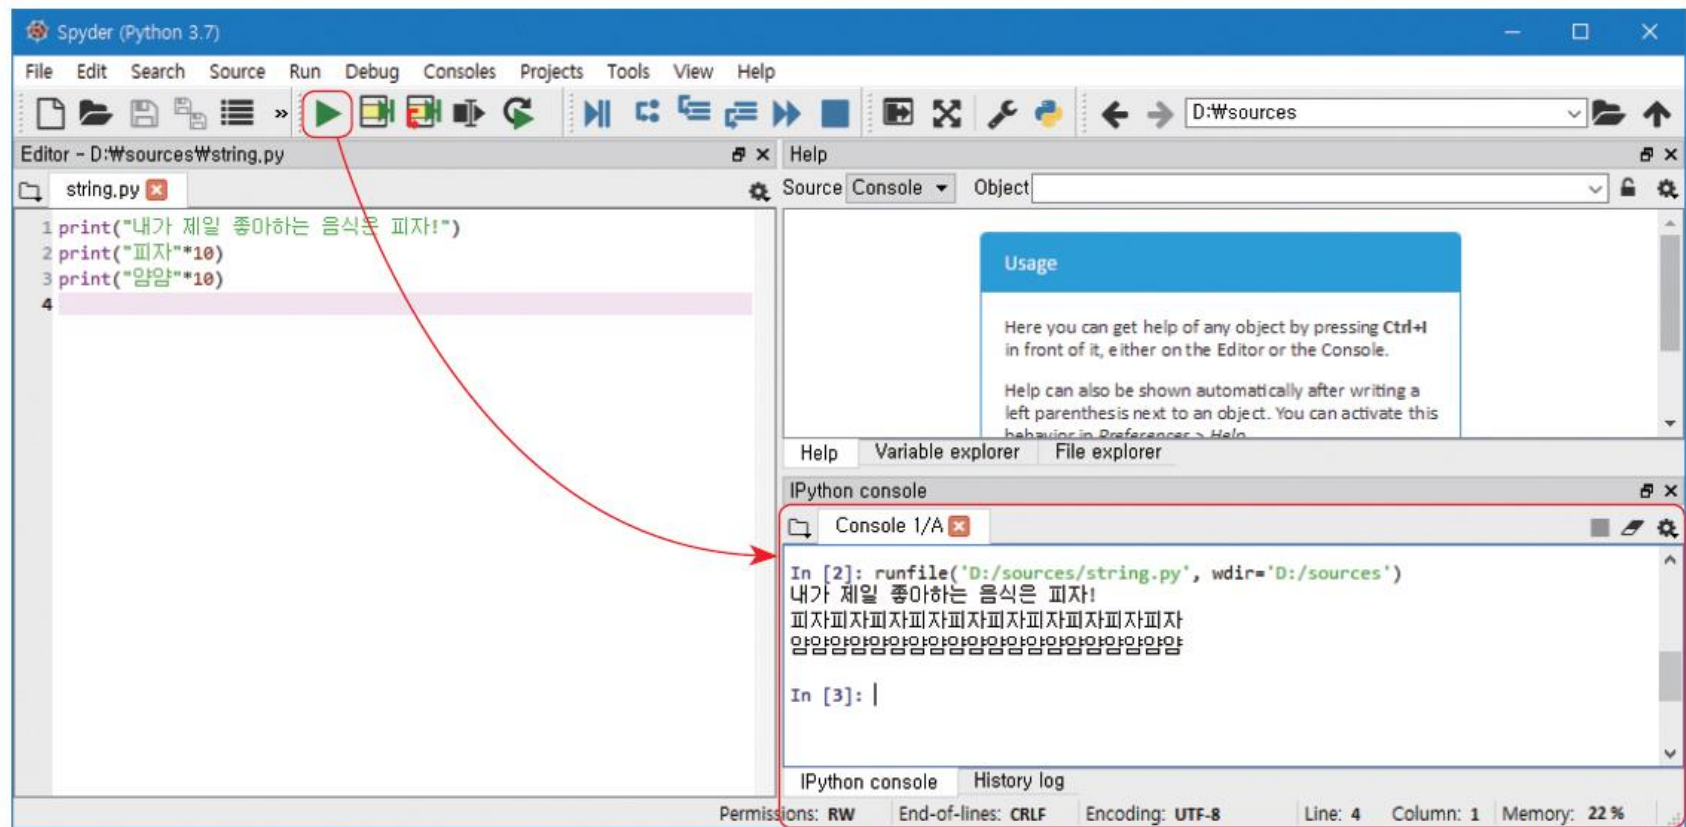 Spyder (Python 3.7)
File Edit Search Source Run Debug Consoles Projects Tools View Help
» D:₩sources
Editor - D:₩sources₩string.py
string.py
1 print("내가 제일 좋아하는 음식은 피자!")
2 print("피자"*10)
3 print("얌얌"*10)
4
Help
Source Console Object
Usage
Here you can get help of any object by pressing Ctrl+I
in front of it, either on the Editor or the Console.
Help can also be shown automatically after writing a
left parenthesis next to an object. You can activate this
behavior in Preferences > Help.
Help Variable explorer File explorer
IPython console
Console 1/A
In [2]: runfile('D:/sources/string.py', wdir='D:/sources')
내가 제일 좋아하는 음식은 피자!
피자피자피자피자피자피자피자피자피자피자
얌얌얌얌얌얌얌얌얌얌얌얌얌얌얌얌얌얌얌얌
In [3]:
IPython console History log
Permissions: RW End-of-lines: CRLF Encoding: UTF-8 Line: 4 Column: 1 Memory: 22 %